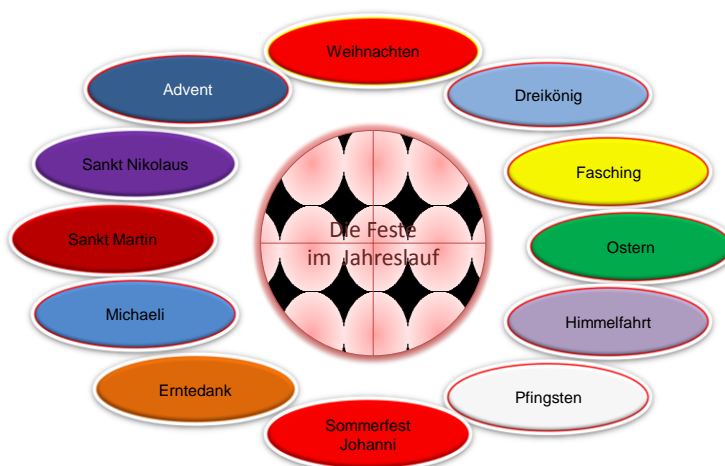 Weihnachten
Dreikönig
Fasching
Ostern
Himmelfahrt
Pfingsten
Sommerfest
Johanni
Erntedank
Michaeli
Sankt Martin
Sankt Nikolaus
Advent
Die Feste
im Jahreslauf